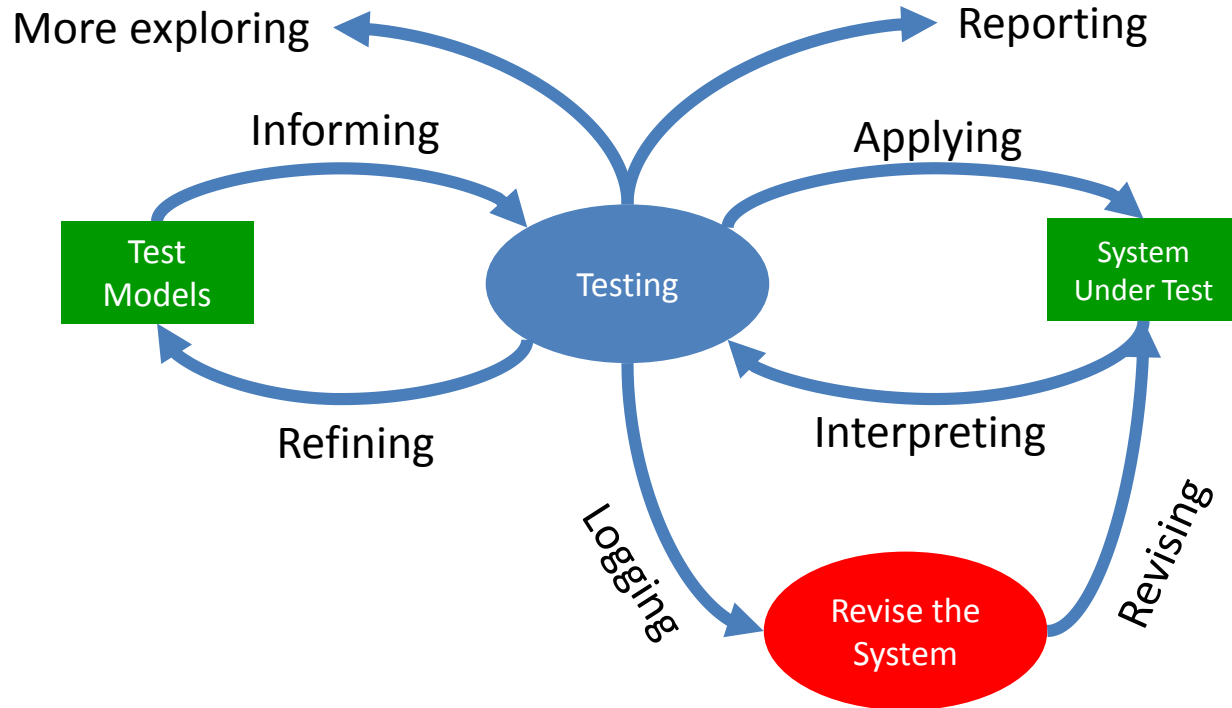 More exploring
Reporting
Informing
Applying
Test
Models
Testing
System
Under Test
Refining
Interpreting
Logging
Revising
Revise the
System